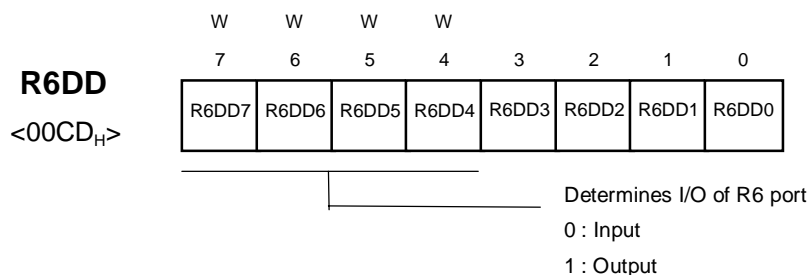 W W W W
7 6 5 4 3 2 1 0
R6DD
R6DD7 R6DD6 R6DD5 R6DD4 R6DD3 R6DD2 R6DD1 R6DD0
<00CDH>
Determines I/O of R6 port
0 : Input
1 : Output